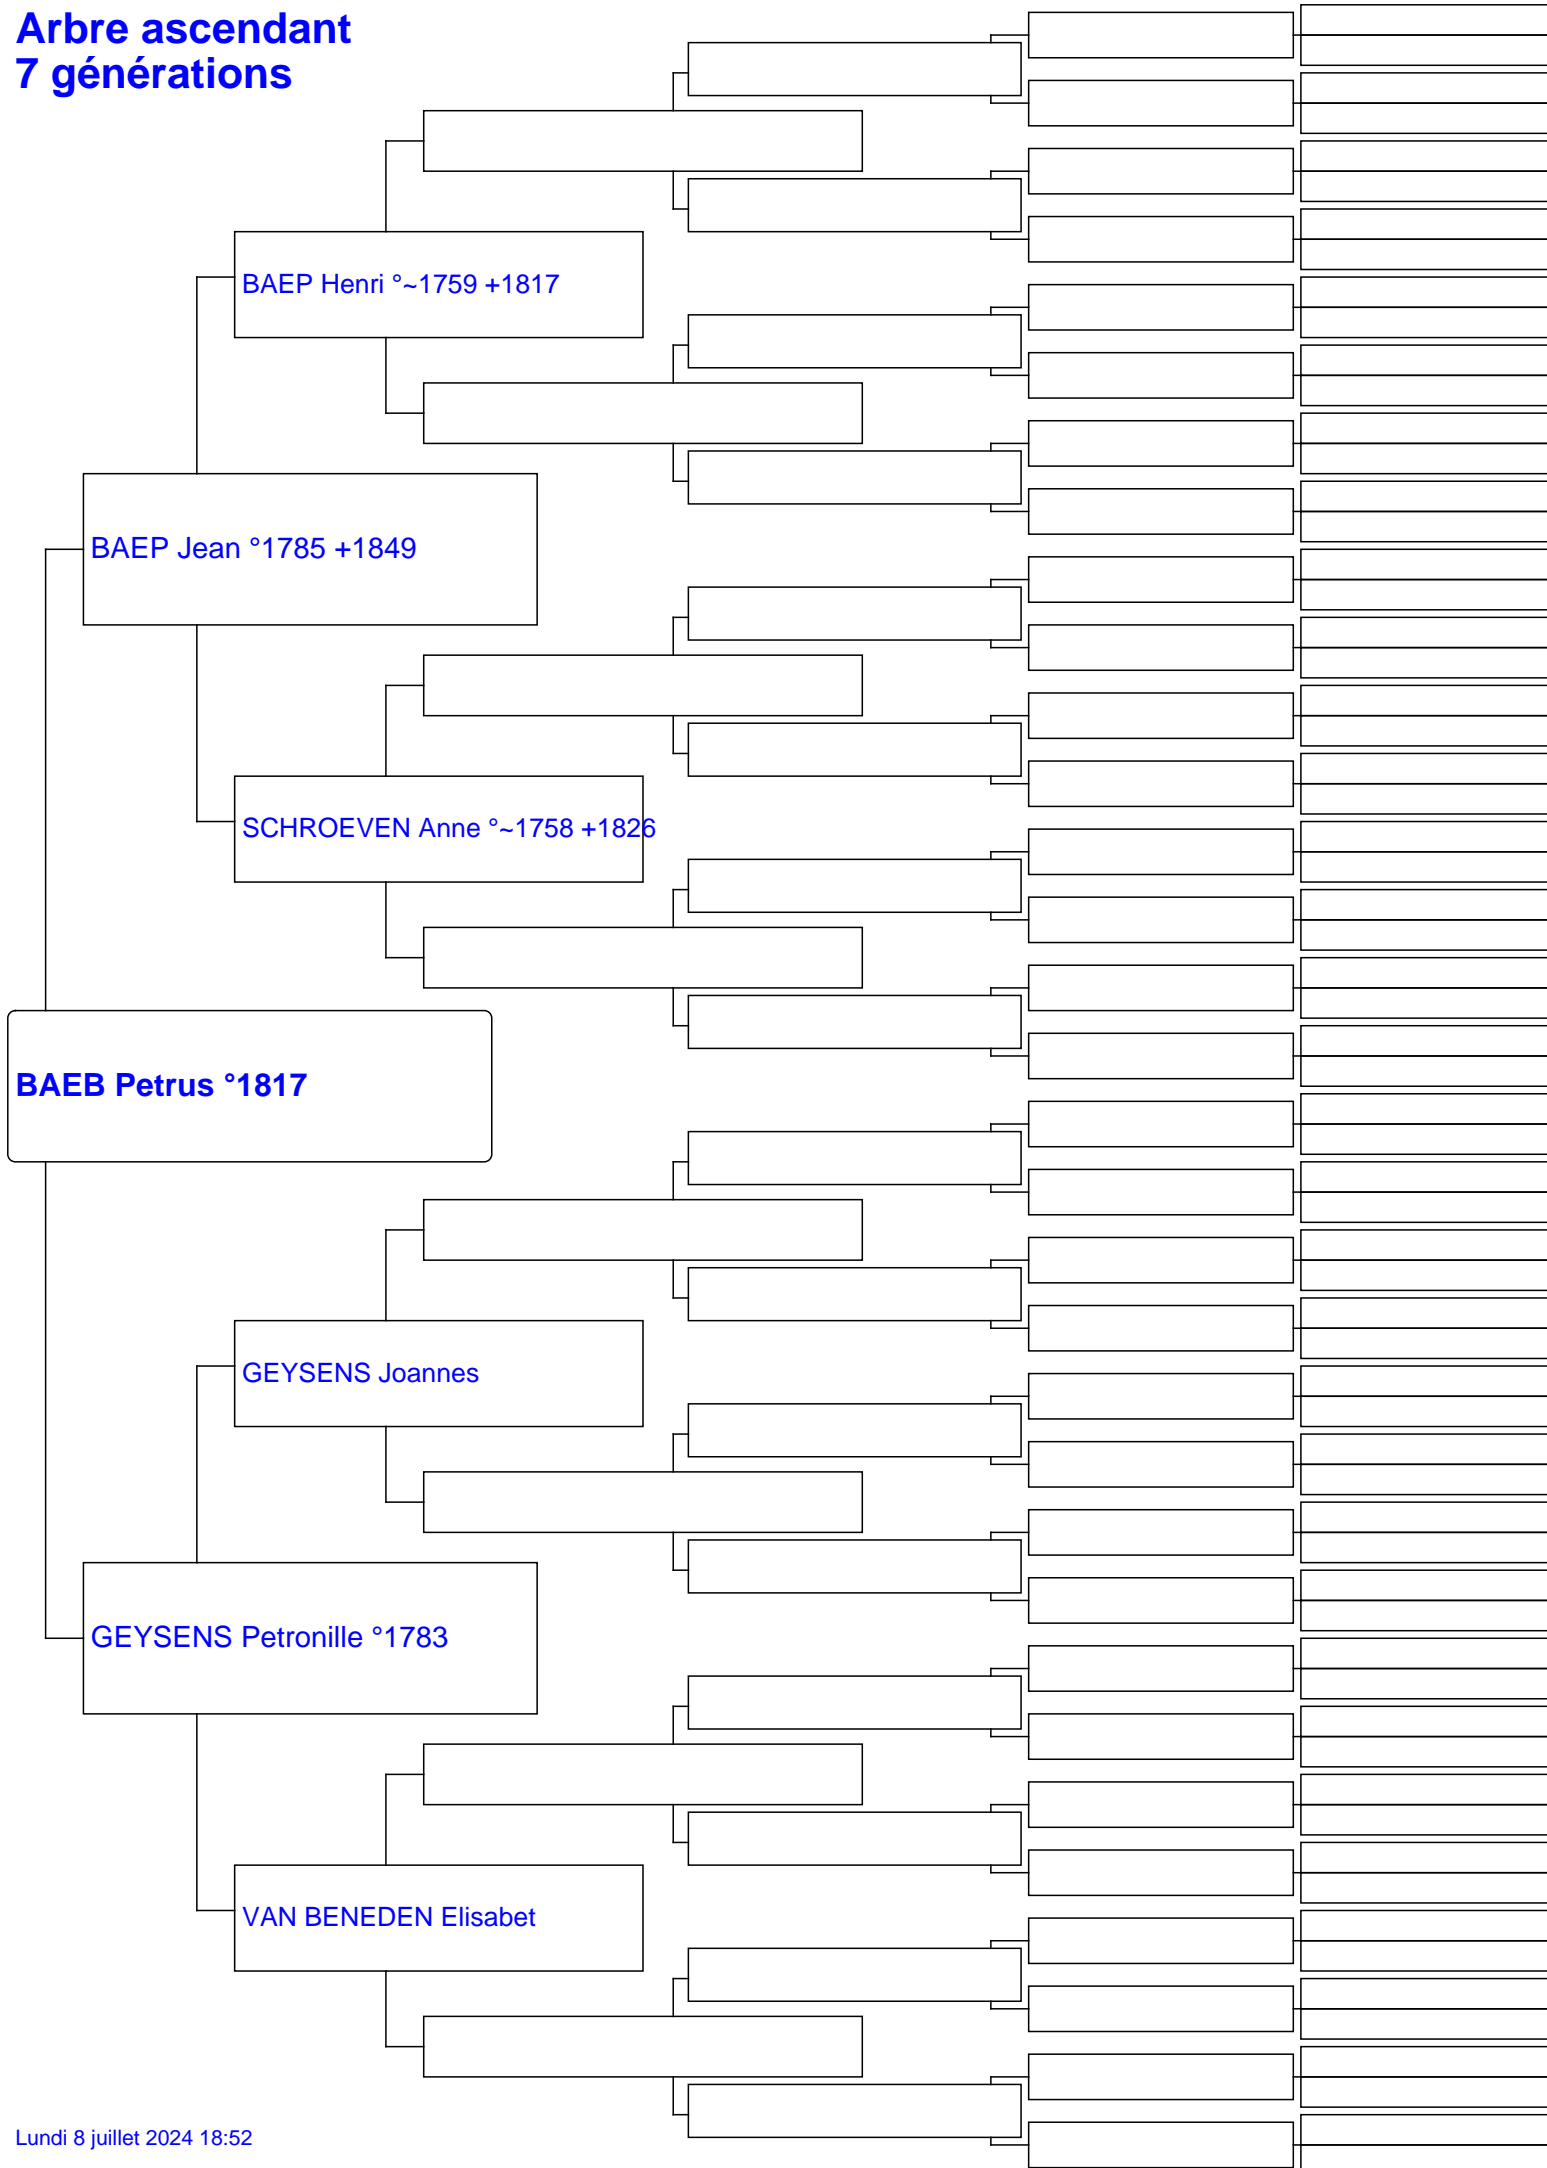 Arbre ascendant
7 générations
BAEP Henri °~1759 +1817
BAEP Jean °1785 +1849
SCHROEVEN Anne °~1758 +1826
BAEB Petrus °1817
GEYSENS Joannes
GEYSENS Petronille °1783
VAN BENEDEN Elisabet
Lundi 8 juillet 2024 18:52